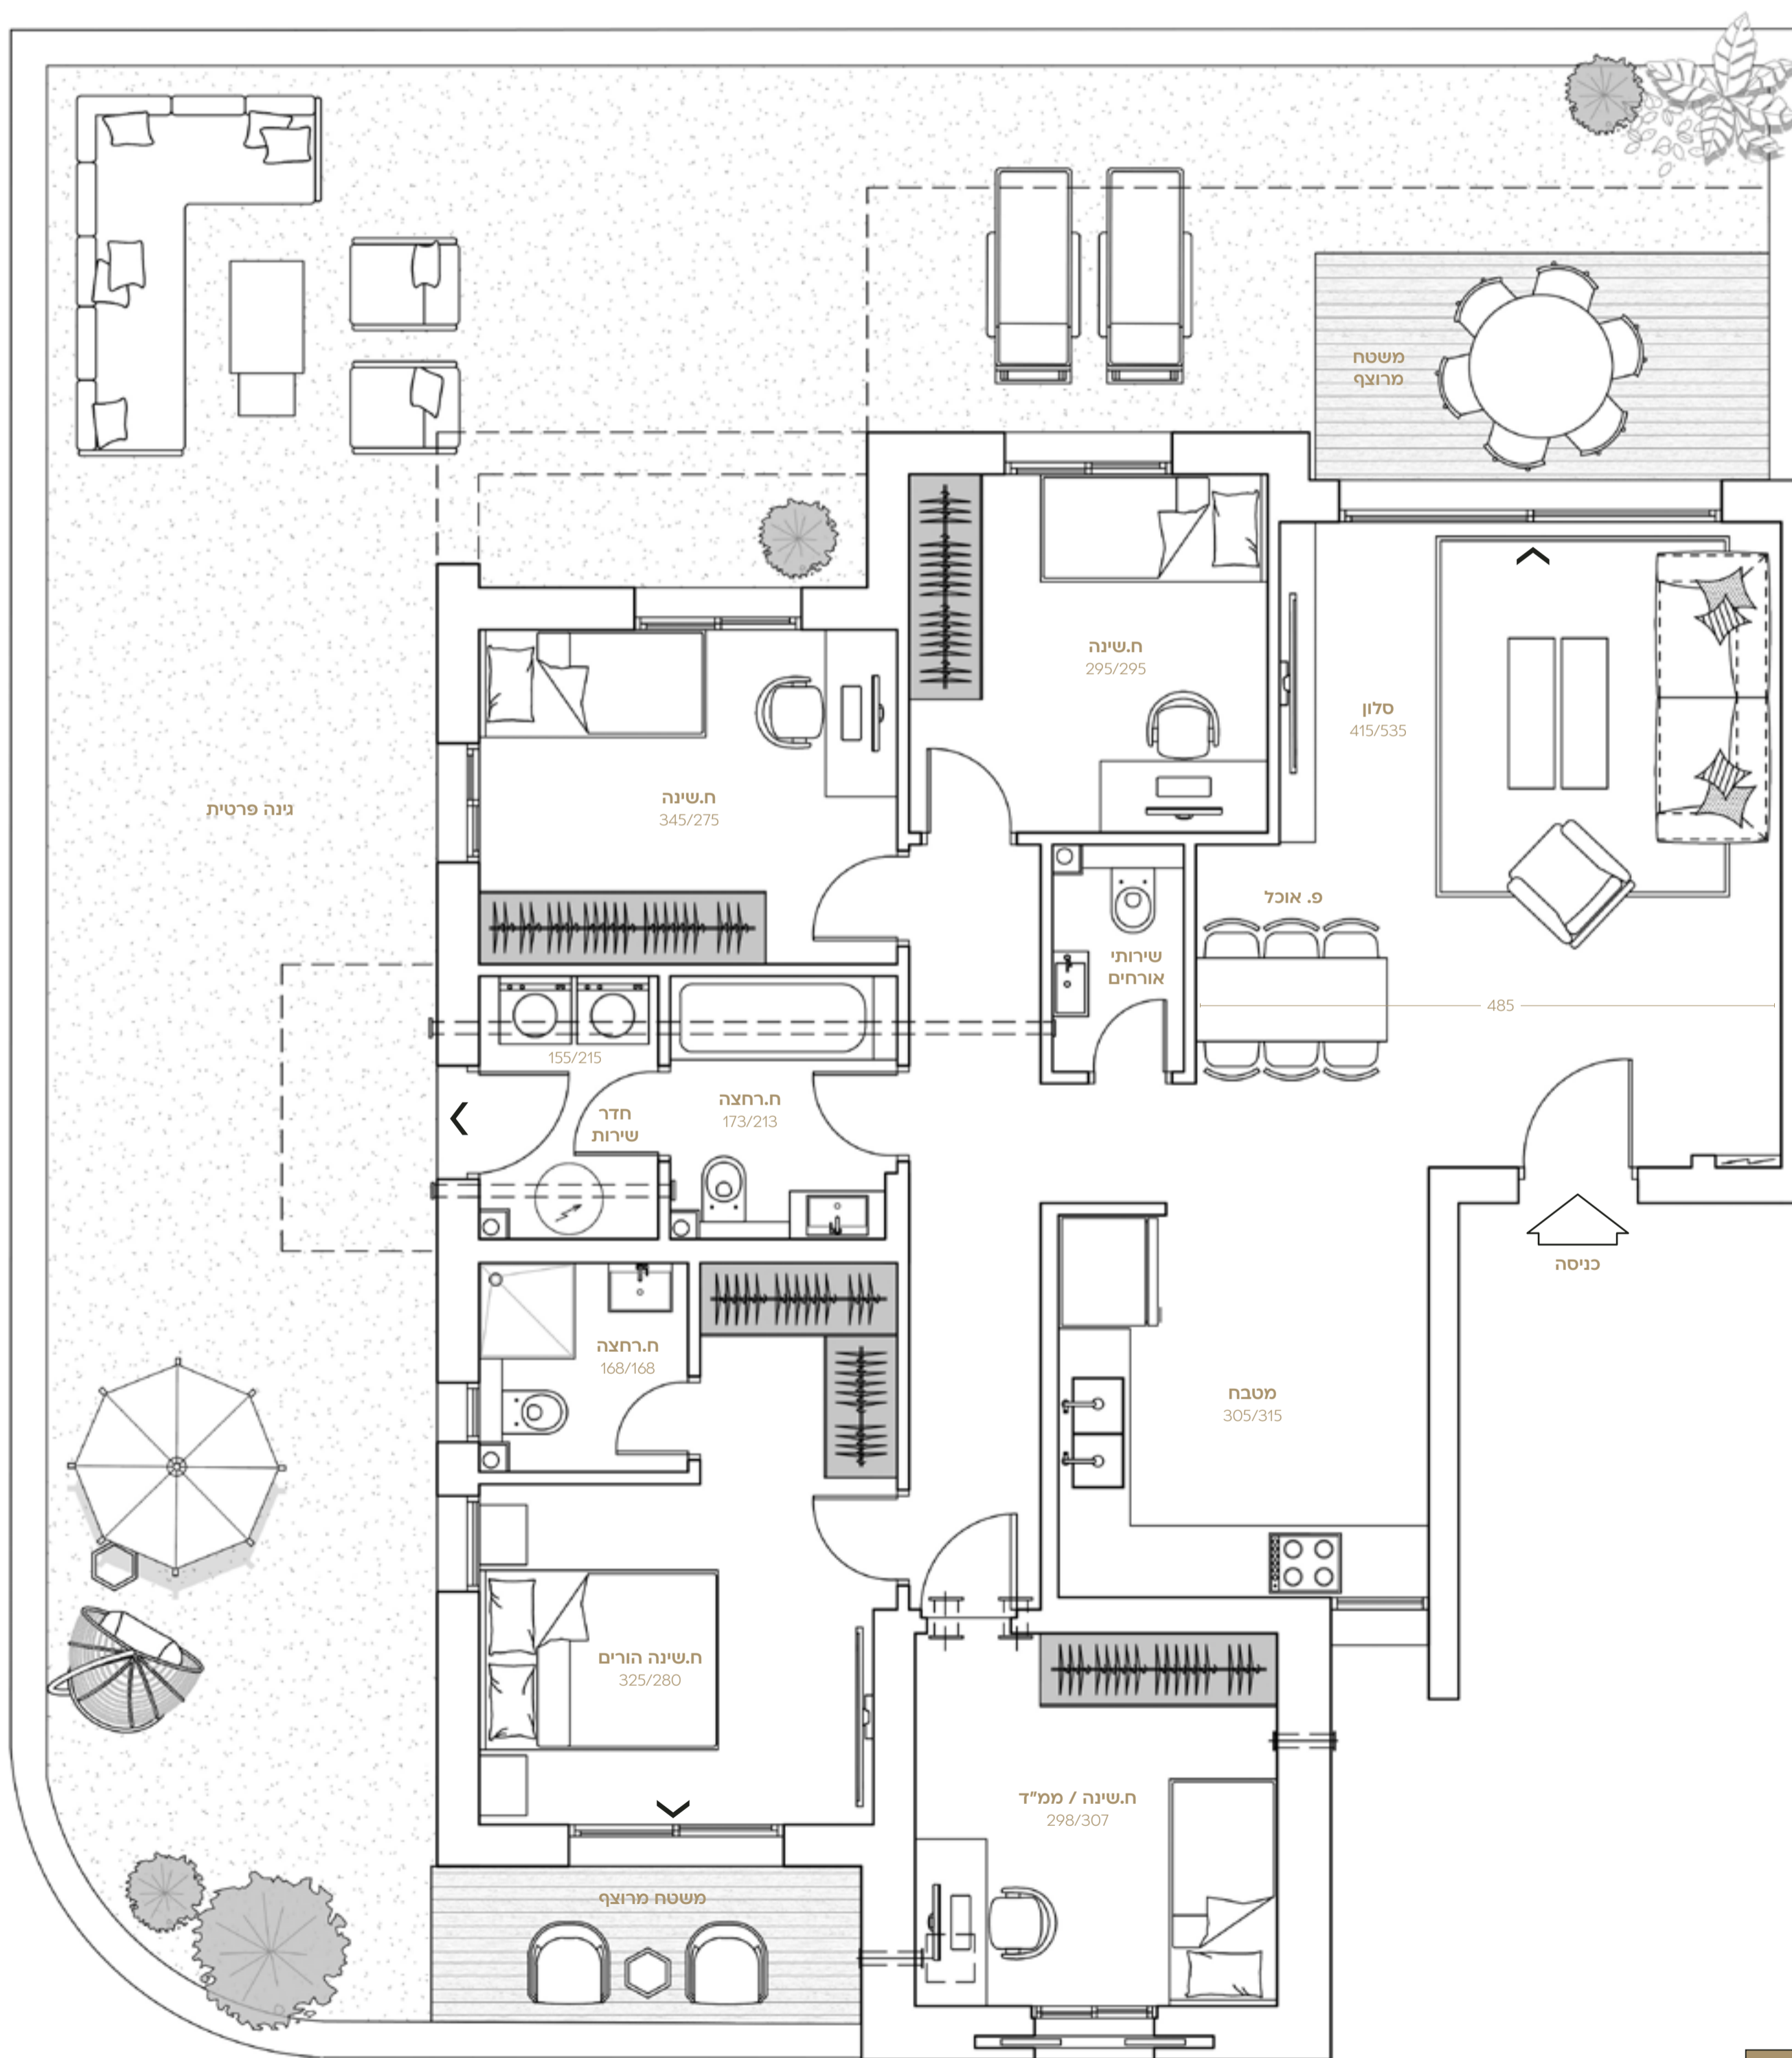 משטח
מרוצף
ח.שינה
295/295
סלון
415/535
ח.שינה
345/275
גינה פרטית
פ. אוכל
שירותי
אורחים
485
155/215
חדר
שירות
ח.רחצה
173/213
כניסה
ח.רחצה
168/168
מטבח
305/315
ח.שינה הורים
325/280
ח.שינה / ממ"ד
298/307
משטח מרוצף